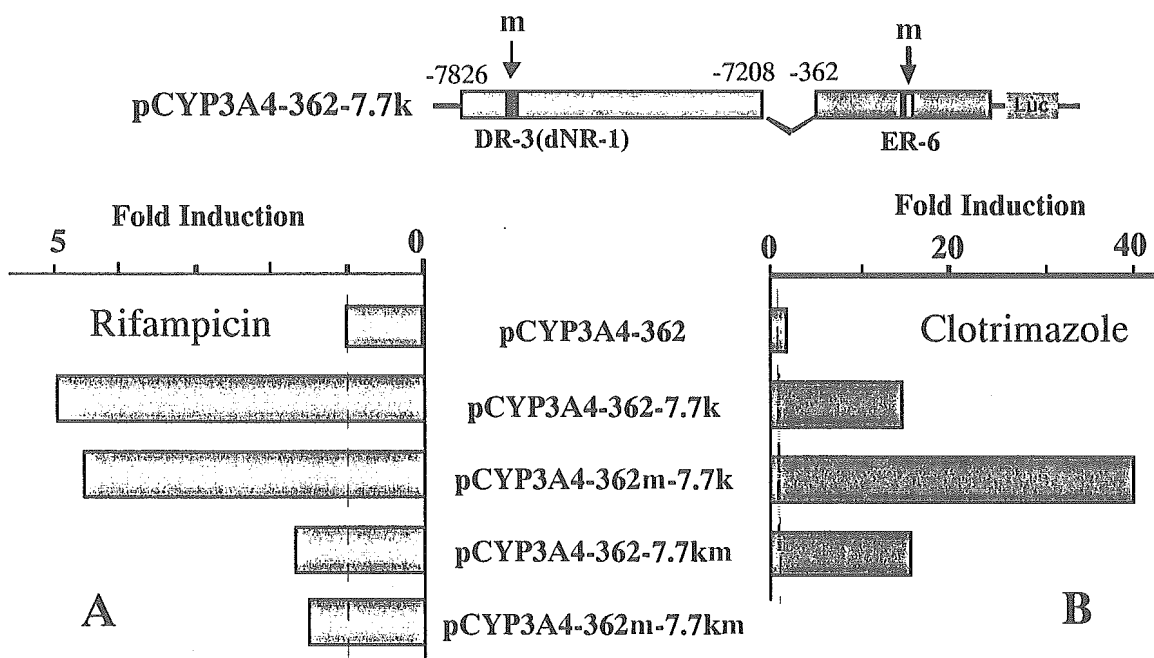 m
m
-7826
-7208
-362
pCYP3A4-362-7.7k
Luc
DR-3(dNR-1)
ER-6
Fold Induction
Fold Induction
5
0
0
20
40
Rifampicin
pCYP3A4-362
Clotrimazole
pCYP3A4-362-7.7k
pCYP3A4-362m-7.7k
pCYP3A4-362-7.7km
A
pCYP3A4-362m-7.7km
B